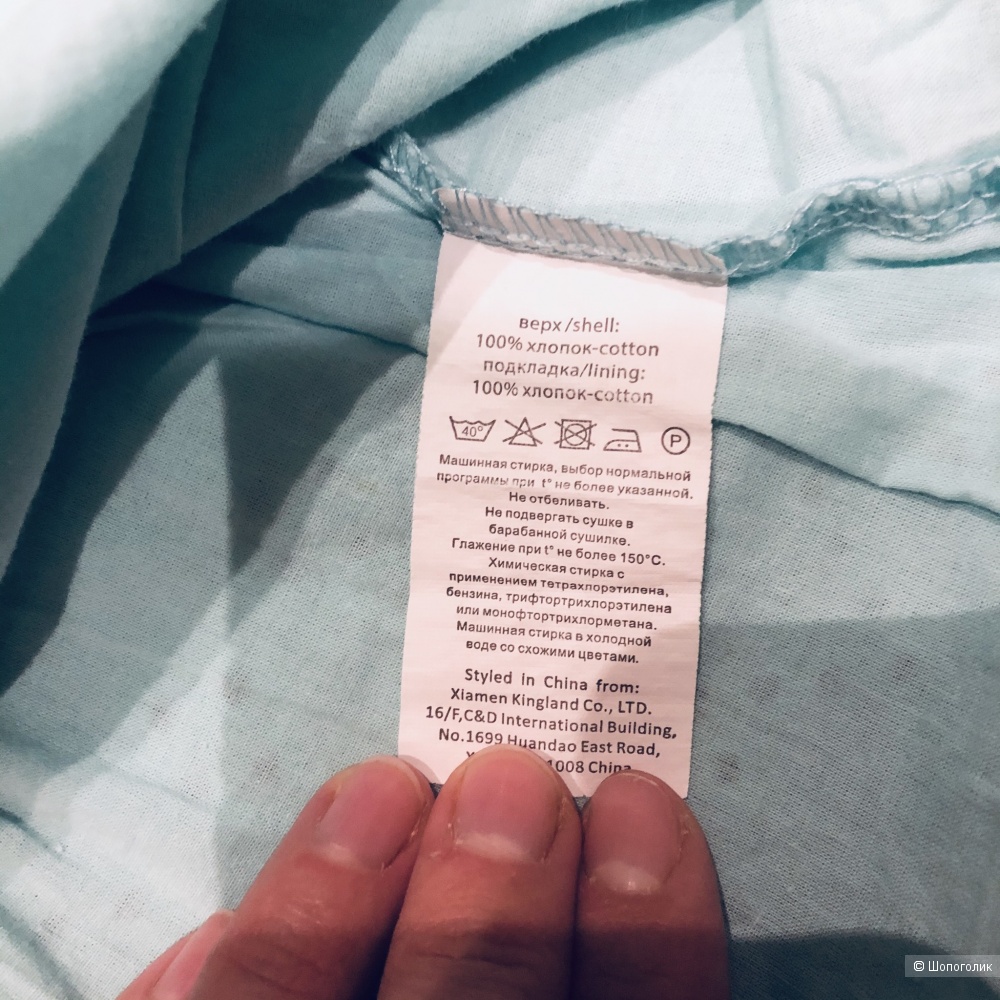 верх/shell:
100% хлопок-cotton
подкладка/lining:
100% хлопок-cotton
40° P
Машинная стирка, выбор нормальной
программы при t° не более указанной.
Не отбеливать.
Не подвергать сушке в
барабанной сушилке.
Глажение при t° не более 150°C.
Химическая стирка с
применением тетрахлорэтилена,
бензина, трифтортрихлорэтилена
или монофтортрихлорметана.
Машинная стирка в холодной
воде со схожими цветами.
Styled in China from:
Xiamen Kingland Co., LTD.
16/F,C&D International Building,
No.1699 Huandao East Road,
1008 China
© Шопоголик